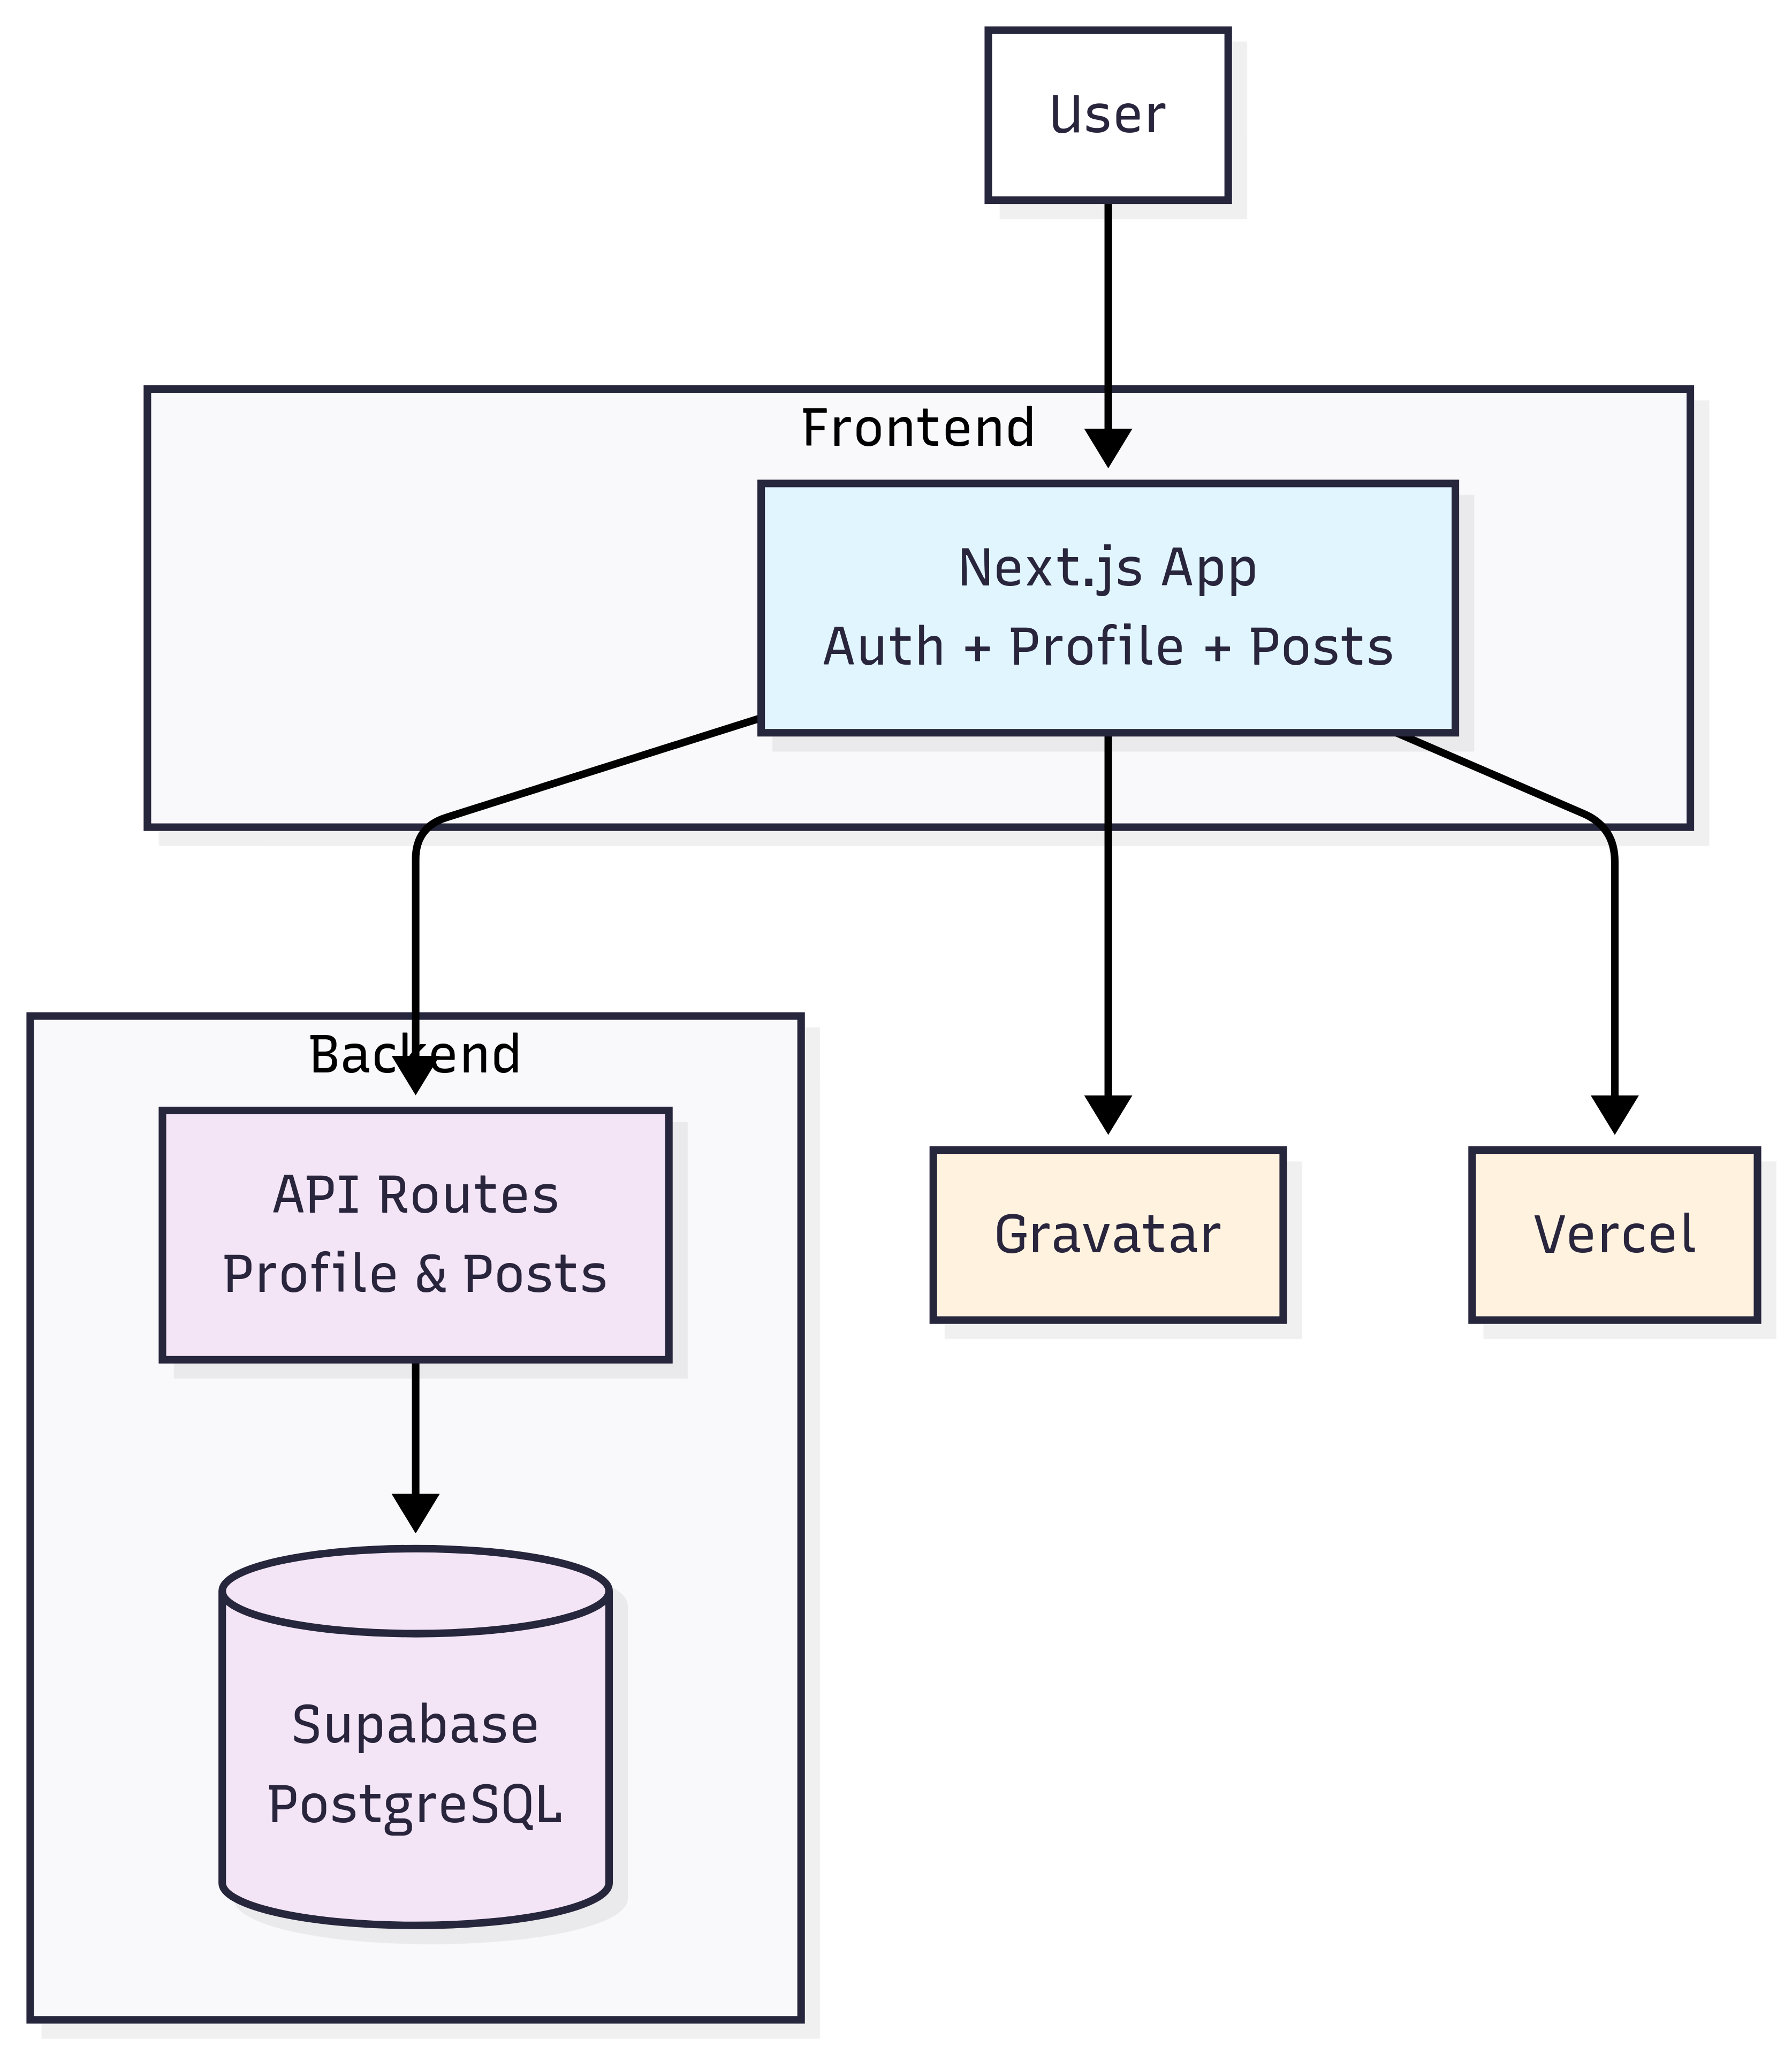 User
Frontend
Next.js App
Auth + Profile + Posts
Backend
API Routes
Profile & Posts
Gravatar
Vercel
Supabase
PostgreSQL